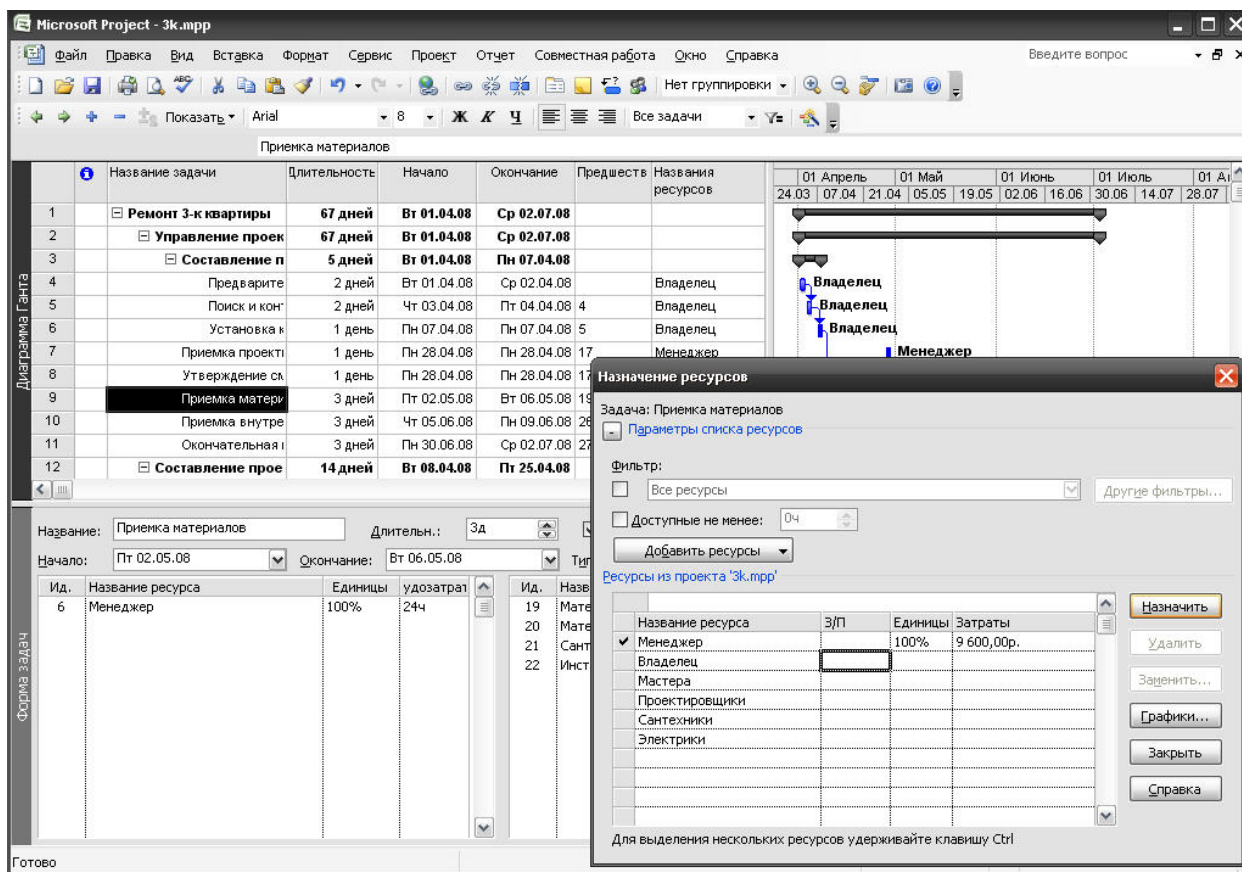 Microsoft Project - 3k.mpp
Файл Правка Вид Вставка Формат Сервис Проект Отчет Совместная работа Окно Справка Введите вопрос
Нет группировки
Показать Arial 8 Ж К Ч Все задачи
Приемка материалов
Название задачи Длительность Начало Окончание Предшеств Названия ресурсов
01 Апрель 01 Май 01 Июнь 01 Июль
24.03 07.04 21.04 05.05 19.05 02.06 16.06 30.06 14.07 28.07
1 Ремонт 3-к квартиры 67 дней Вт 01.04.08 Ср 02.07.08
2 Управление проек 67 дней Вт 01.04.08 Ср 02.07.08
3 Составление п 5 дней Вт 01.04.08 Пн 07.04.08
4 Предварите 2 дней Вт 01.04.08 Ср 02.04.08 Владелец Владелец
5 Поиск и кон 2 дней Чт 03.04.08 Пт 04.04.08 4 Владелец Владелец
6 Установка к 1 день Пн 07.04.08 Пн 07.04.08 5 Владелец Владелец
7 Приемка проект 1 день Пн 28.04.08 Пн 28.04.08 17 Менеджер Менеджер
8 Утверждение см 1 день Пн 28.04.08 Пн 28.04.08 17
9 Приемка матери 3 дней Пт 02.05.08 Вт 06.05.08 19
10 Приемка внутре 3 дней Чт 05.06.08 Пн 09.06.08 26
11 Окончательная 3 дней Пн 30.06.08 Ср 02.07.08 27
12 Составление прое 14 дней Вт 08.04.08 Пт 25.04.08
Диаграмма Ганта
Название: Приемка материалов Длительн.: 3д
Начало: Пт 02.05.08 Окончание: Вт 06.05.08 Тип
Ид. Название ресурса Единицы удозатрат
6 Менеджер 100% 24ч
Ид. Назв
19 Мате
20 Мате
21 Сант
22 Инст
Форма задач
Готово
Назначение ресурсов
Задача: Приемка материалов
Параметры списка ресурсов
Фильтр:
Все ресурсы Другие фильтры...
Доступные не менее: 0ч
Добавить ресурсы
Ресурсы из проекта '3k.mpp'
Название ресурса З/П Единицы Затраты
Менеджер 100% 9 600,00р.
Владелец
Мастера
Проектировщики
Сантехники
Электрики
Назначить
Удалить
Заменить...
Графики...
Закрыть
Справка
Для выделения нескольких ресурсов удерживайте клавишу Ctrl